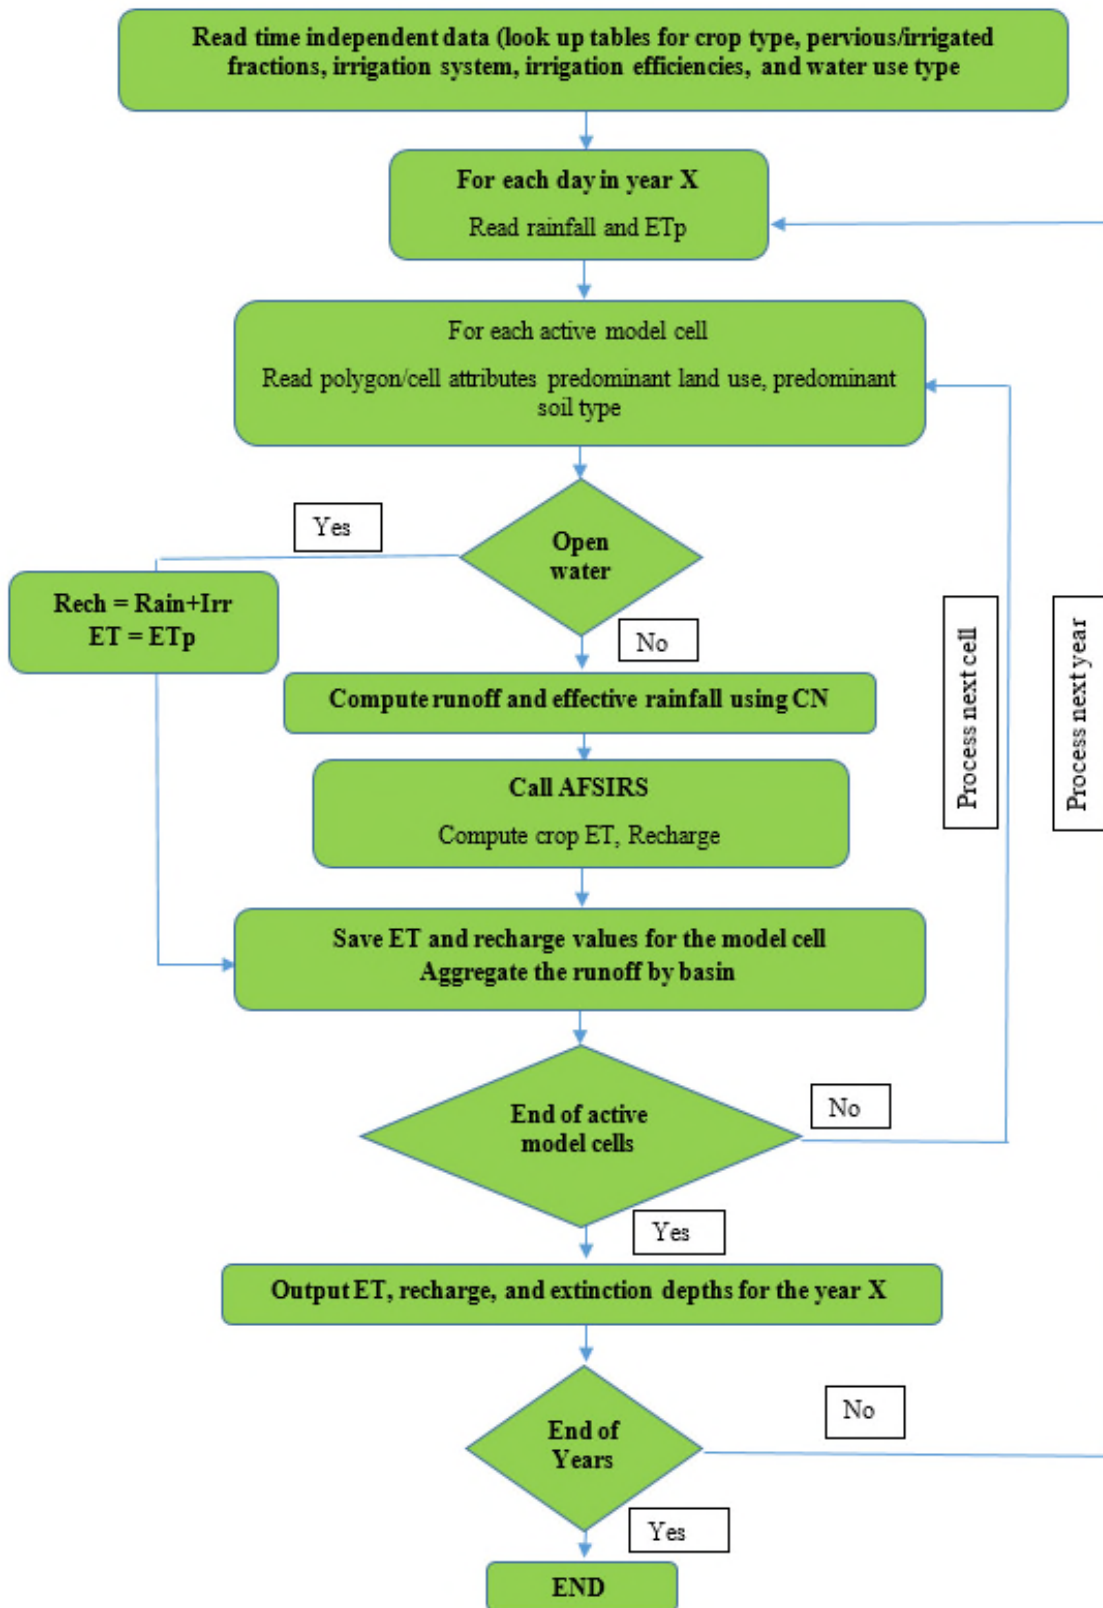 Read time independent data (look up tables for crop type, pervious/irrigated
fractions, irrigation system, irrigation efficiencies, and water use type
For each day in year X
Read rainfall and ETp
For each active model cell
Read polygon/cell attributes predominant land use, predominant
soil type
Yes
Open
water
Rech = Rain+Irr
ET = ETp
No
Compute runoff and effective rainfall using CN
Call AFSIRS
Compute crop ET, Recharge
Process next cell
Process next year
Save ET and recharge values for the model cell
Aggregate the runoff by basin
End of active
model cells
No
Yes
Output ET, recharge, and extinction depths for the year X
End of
Years
No
Yes
END